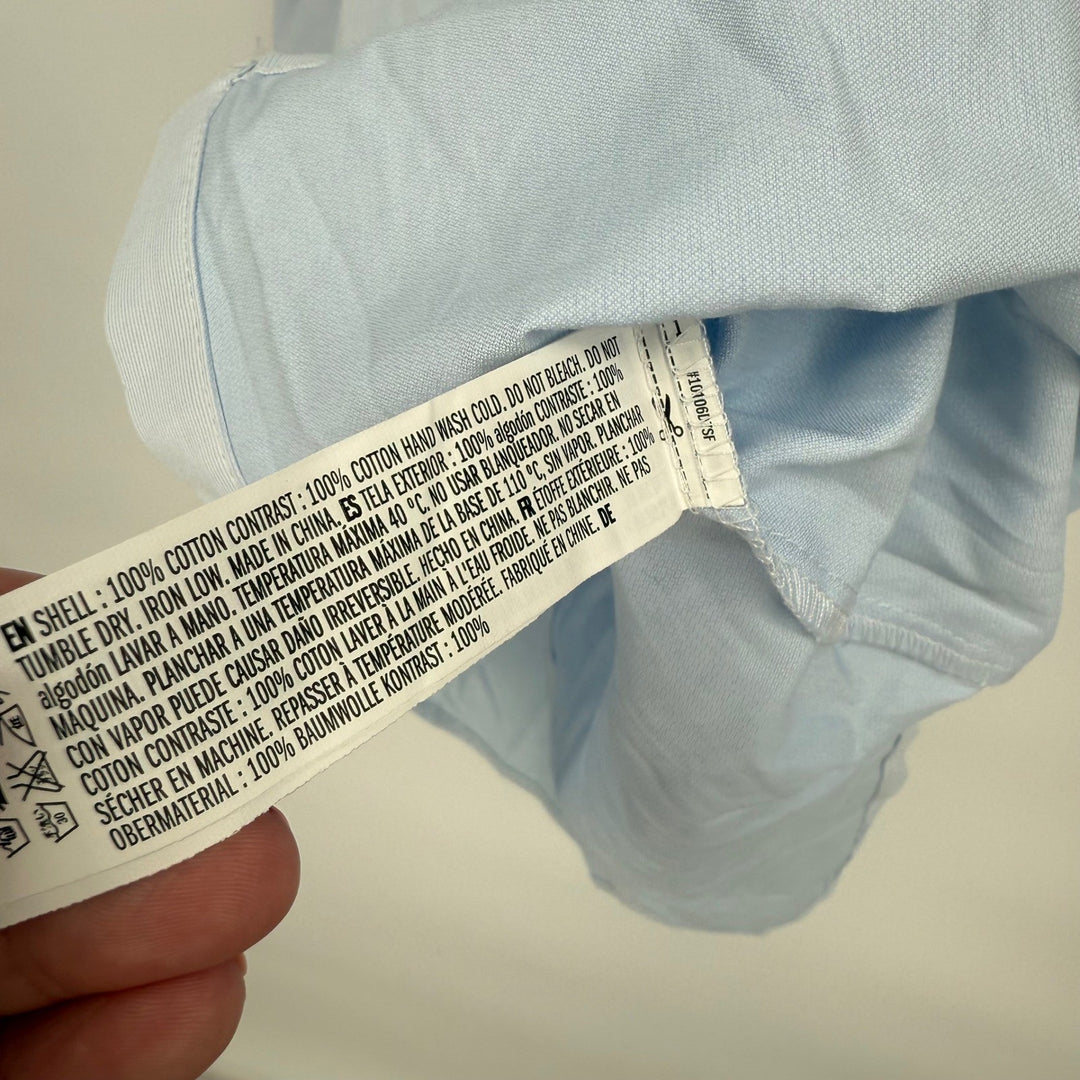 EN SHELL : 100% COTTON CONTRAST : 100% COTTON HAND WASH COLD. DO NOT BLEACH. DO NOT
TUMBLE DRY. IRON LOW. MADE IN CHINA. ES TELA EXTERIOR : 100% algodón CONTRASTE : 100%
algodón LAVAR A MANO. TEMPERATURA MÁXIMA 40 °C. NO USAR BLANQUEADOR. NO SECAR EN
MÁQUINA. PLANCHAR A UNA TEMPERATURA MÁXIMA DE LA BASE DE 110 °C, SIN VAPOR. PLANCHAR
CON VAPOR PUEDE CAUSAR DAÑO IRREVERSIBLE. HECHO EN CHINA. FR ÉTOFFE EXTÉRIEURE : 100%
COTON CONTRASTE : 100% COTON LAVER À LA MAIN À L'EAU FROIDE. NE PAS BLANCHIR. NE PAS
SÉCHER EN MACHINE. REPASSER À TEMPÉRATURE MODÉRÉE. FABRIQUÉ EN CHINE. DE
OBERMATERIAL : 100% BAUMWOLLE KONTRAST : 100%
30